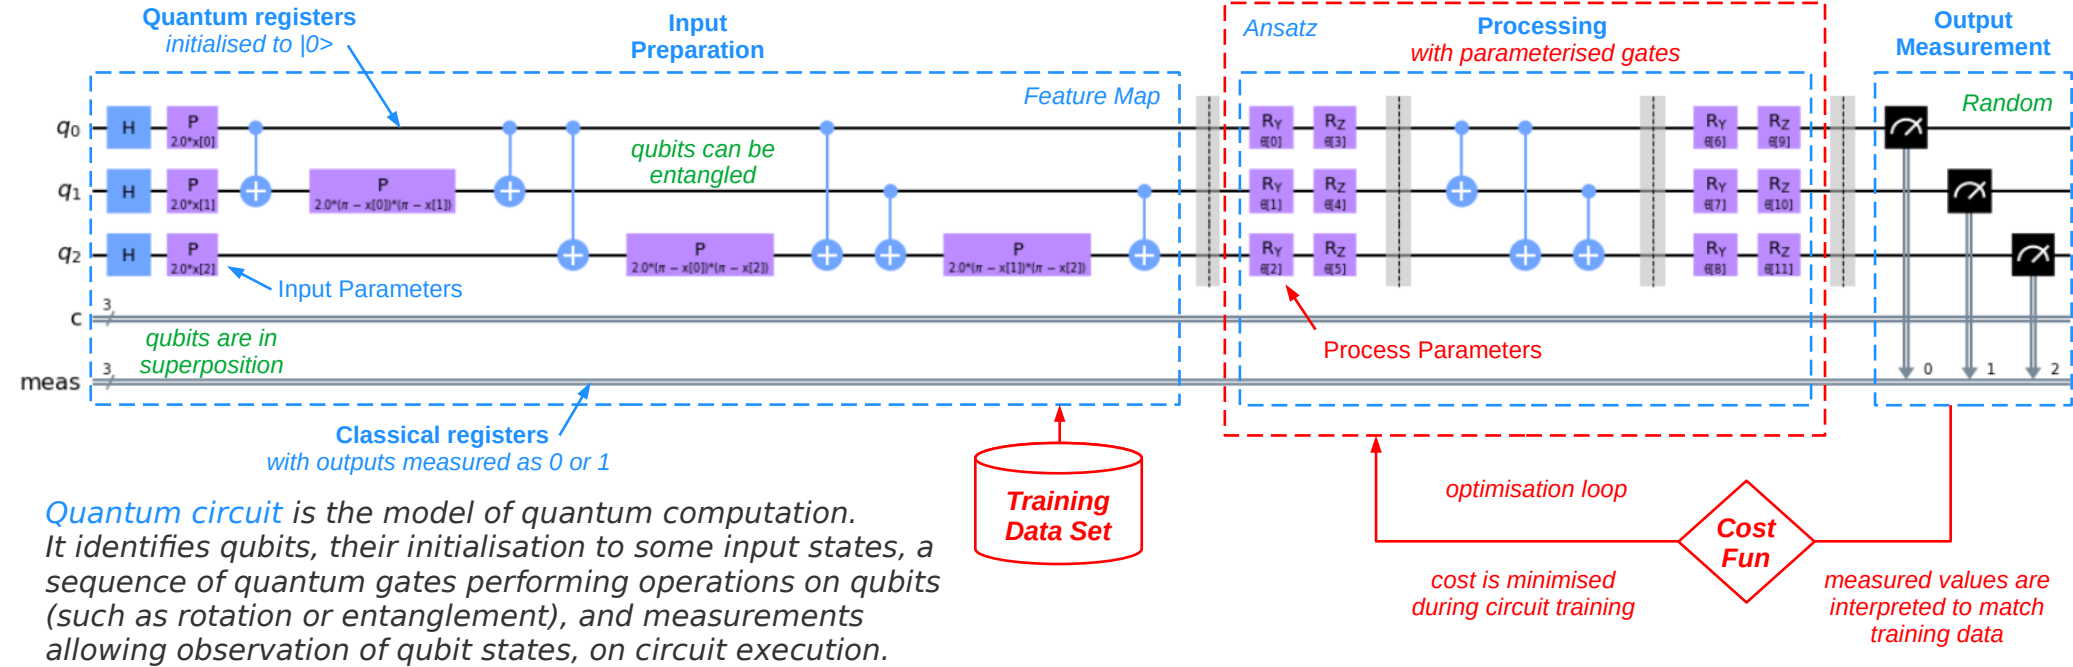 Quantum registers
initialised to |0>
Input
Preparation
Ansatz
Processing
with parameterised gates
Output
Measurement
Feature Map
Random
q0
H
P
2.0*x[0]
RY
θ[0]
RZ
θ[3]
RY
θ[6]
RZ
θ[9]
qubits can be
entangled
q1
H
P
2.0*x[1]
P
2.0*(π − x[0])*(π − x[1])
RY
θ[1]
RZ
θ[4]
RY
θ[7]
RZ
θ[10]
q2
H
P
2.0*x[2]
P
2.0*(π − x[0])*(π − x[2])
P
2.0*(π − x[1])*(π − x[2])
RY
θ[2]
RZ
θ[5]
RY
θ[8]
RZ
θ[11]
Input Parameters
c
3
qubits are in
superposition
Process Parameters
meas
3
0
1
2
Classical registers
with outputs measured as 0 or 1
Training
Data Set
optimisation loop
Cost
Fun
cost is minimised
during circuit training
measured values are
interpreted to match
training data
Quantum circuit is the model of quantum computation.
It identifies qubits, their initialisation to some input states, a
sequence of quantum gates performing operations on qubits
(such as rotation or entanglement), and measurements
allowing observation of qubit states, on circuit execution.